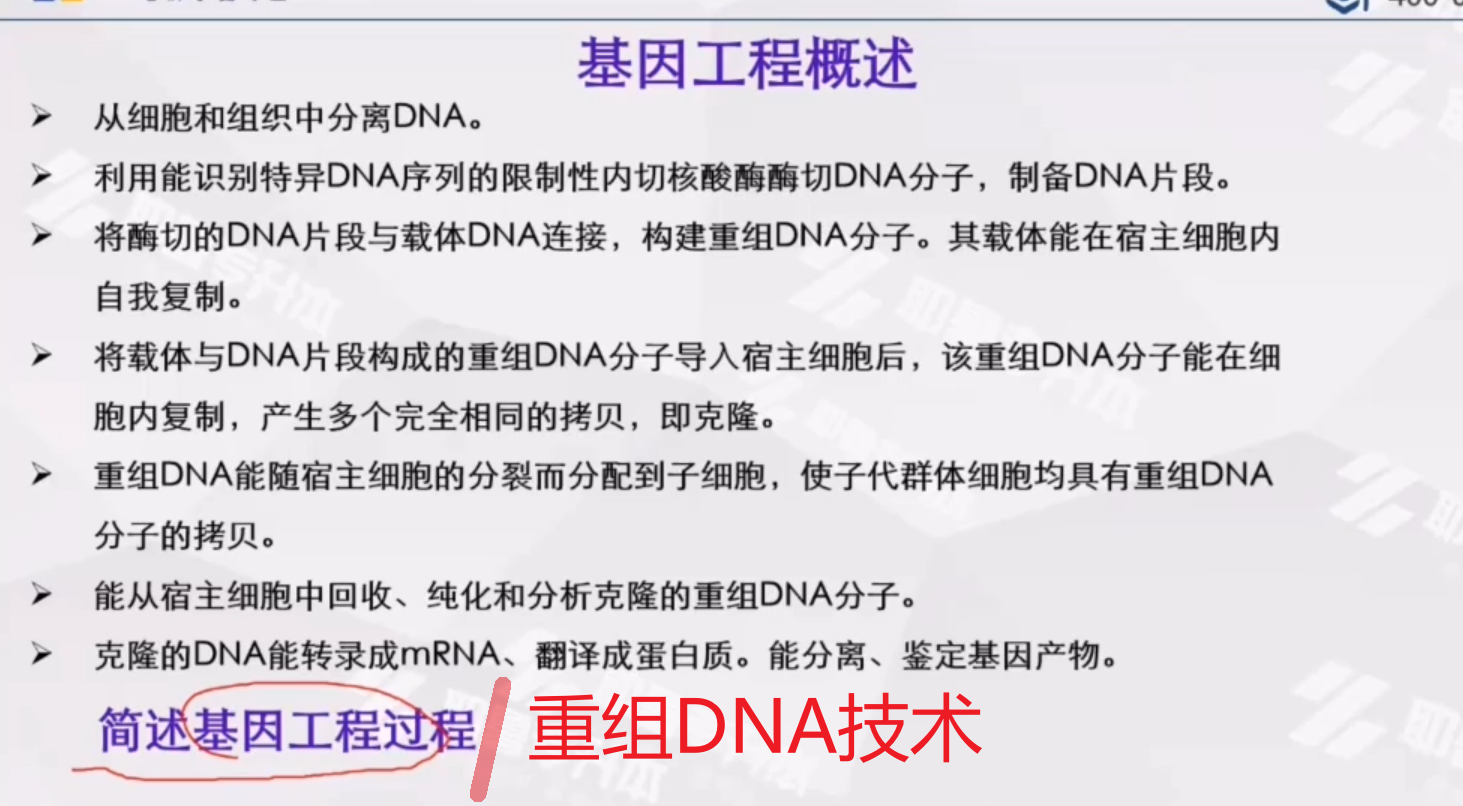 基因工程概述
➢ 从细胞和组织中分离DNA。
➢ 利用能识别特异DNA序列的限制性内切核酸酶酶切DNA分子，制备DNA片段。
➢ 将酶切的DNA片段与载体DNA连接，构建重组DNA分子。其载体能在宿主细胞内
自我复制。
➢ 将载体与DNA片段构成的重组DNA分子导入宿主细胞后，该重组DNA分子能在细
胞内复制，产生多个完全相同的拷贝，即克隆。
➢ 重组DNA能随宿主细胞的分裂而分配到子细胞，使子代群体细胞均具有重组DNA
分子的拷贝。
➢ 能从宿主细胞中回收、纯化和分析克隆的重组DNA分子。
➢ 克隆的DNA能转录成mRNA、翻译成蛋白质。能分离、鉴定基因产物。
简述基因工程过程/重组DNA技术